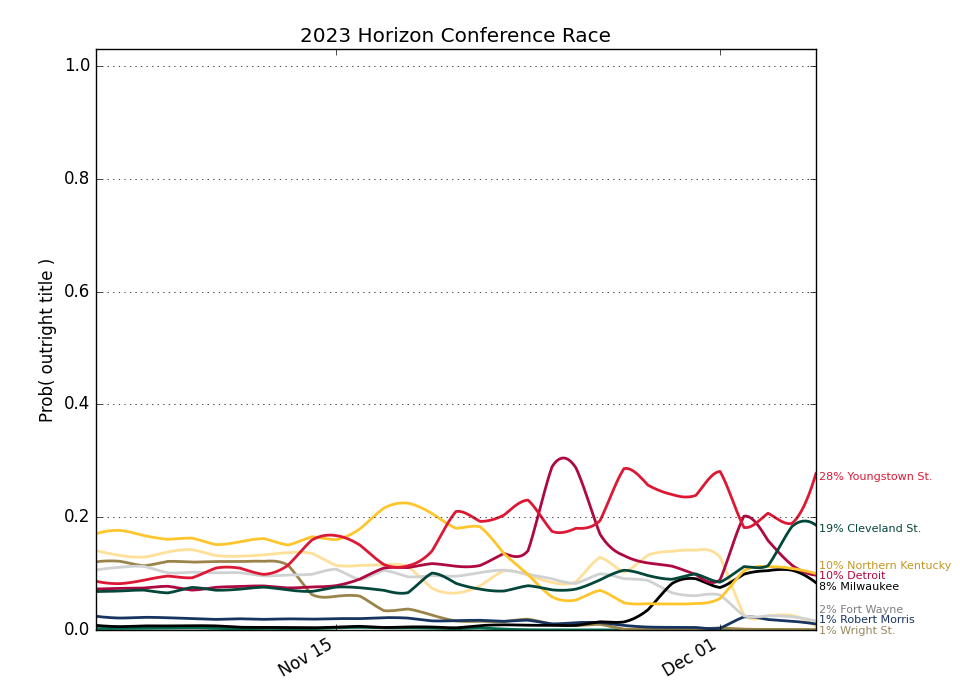 2023 Horizon Conference Race
1.0
0.8
0.6
0.4
0.2
0.0
Prob( outright title )
Nov 15
Dec 01
28% Youngstown St.
19% Cleveland St.
10% Northern Kentucky
10% Detroit
8% Milwaukee
2% Fort Wayne
1% Robert Morris
1% Wright St.